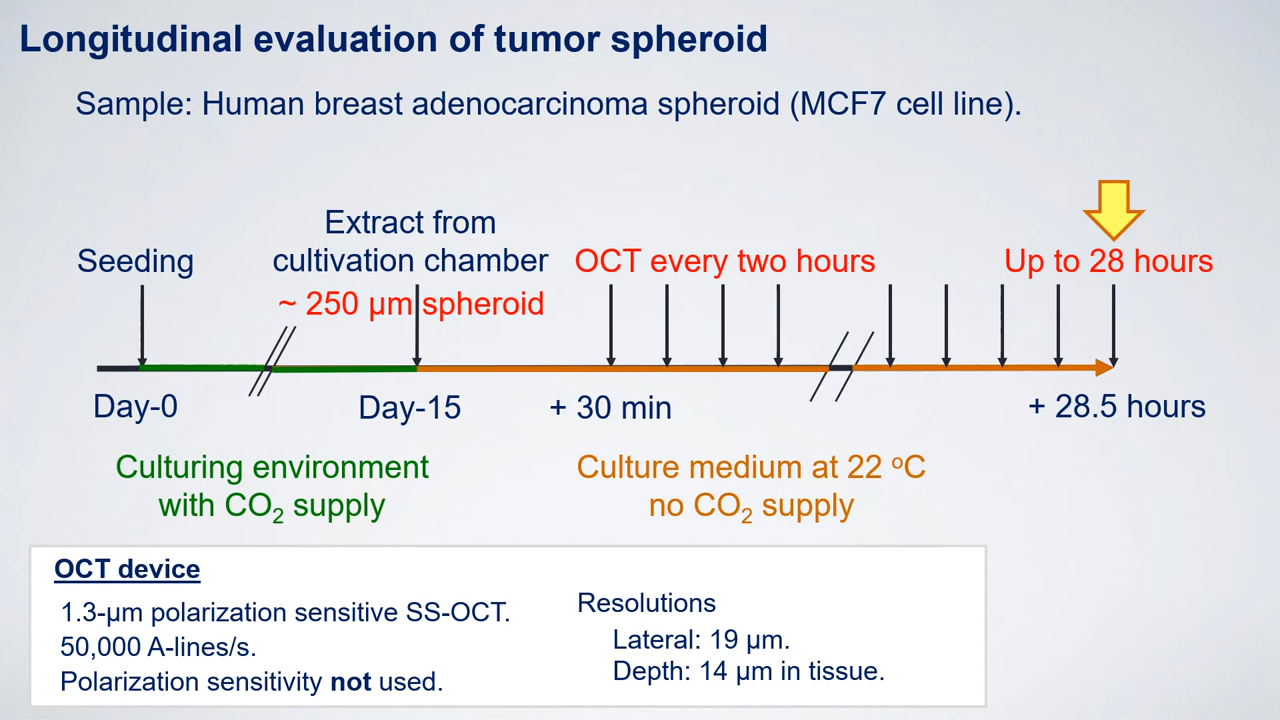 Longitudinal evaluation of tumor spheroid
Sample: Human breast adenocarcinoma spheroid (MCF7 cell line).
Seeding
Extract from
cultivation chamber
~ 250 µm spheroid
OCT every two hours
Up to 28 hours
Day-0
Day-15
+ 30 min
+ 28.5 hours
Culturing environment
with CO₂ supply
Culture medium at 22 ºC
no CO₂ supply
OCT device
1.3-µm polarization sensitive SS-OCT.
50,000 A-lines/s.
Polarization sensitivity not used.
Resolutions
Lateral: 19 µm.
Depth: 14 µm in tissue.